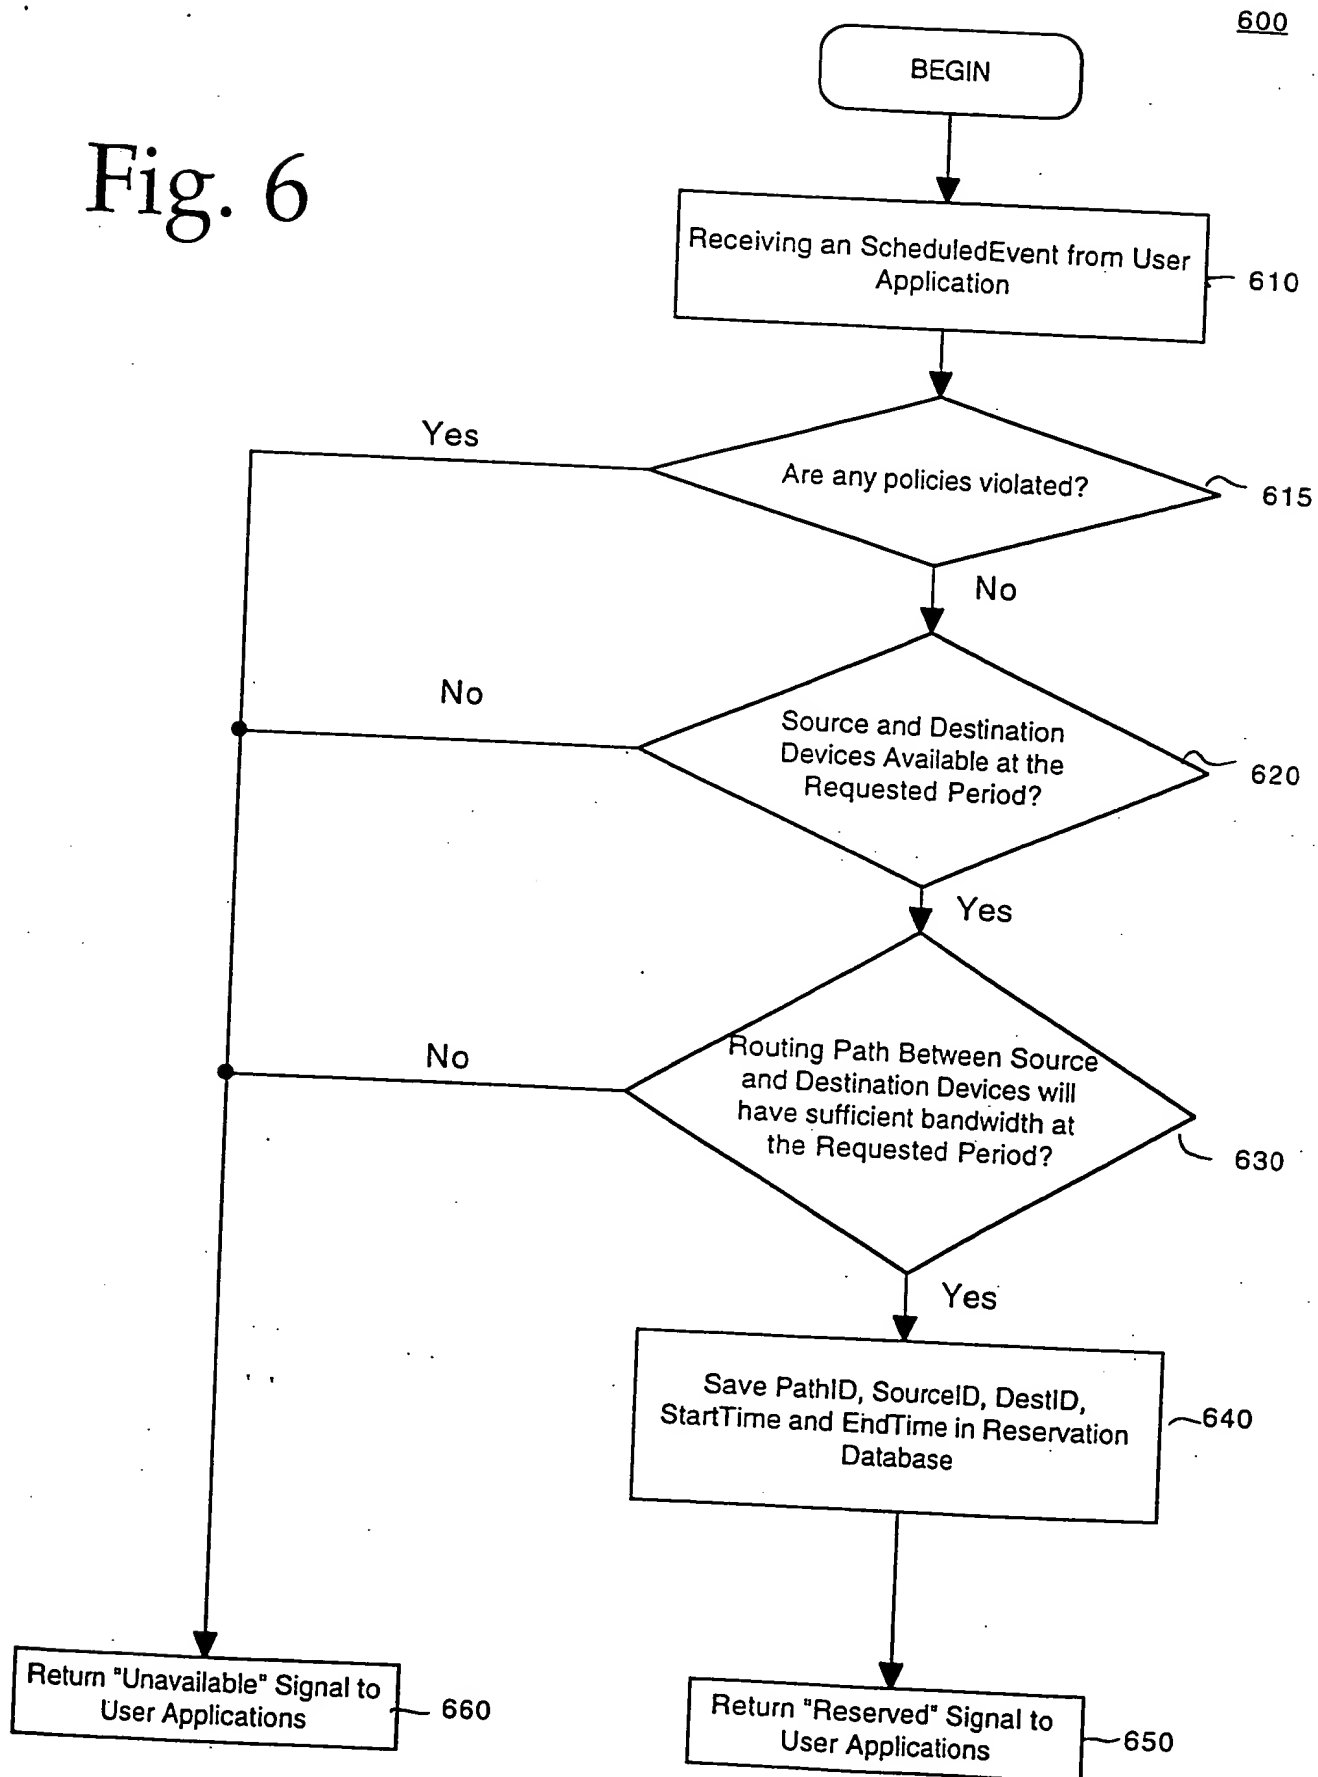 600
BEGIN
Fig. 6
Receiving an ScheduledEvent from User
Application
610
Yes
Are any policies violated?
615
No
No
Source and Destination
Devices Available at the
Requested Period?
620
Yes
No
Routing Path Between Source
and Destination Devices will
have sufficient bandwidth at
the Requested Period?
630
Yes
Save PathID, SourceID, DestID,
StartTime and EndTime in Reservation
Database
640
Return "Unavailable" Signal to
User Applications
660
Return "Reserved" Signal to
User Applications
650